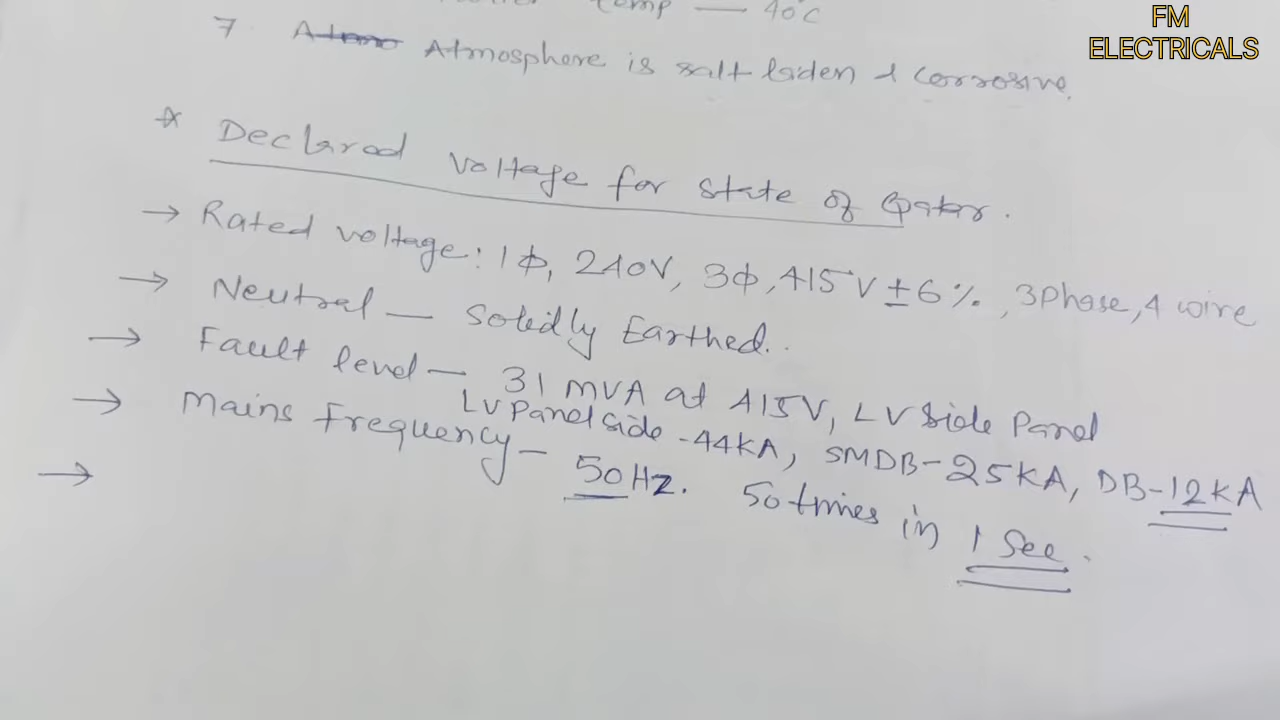 temp — 40°C
FM
ELECTRICALS
7. Atmosphere is salt laden & corrosive.
* Declared voltage for state of Qatar.
→ Rated voltage: 1Φ, 240V, 3Φ, 415V ± 6%, 3phase, 4 wire
→ Neutral — Solidly Earthed.
→ Fault level — 31 MVA at 415V, LV Side Panel
LV Panel side - 44KA, SMDB - 25KA, DB - 12KA
→ Mains Frequency — 50Hz. 50 times in 1 Sec.
→